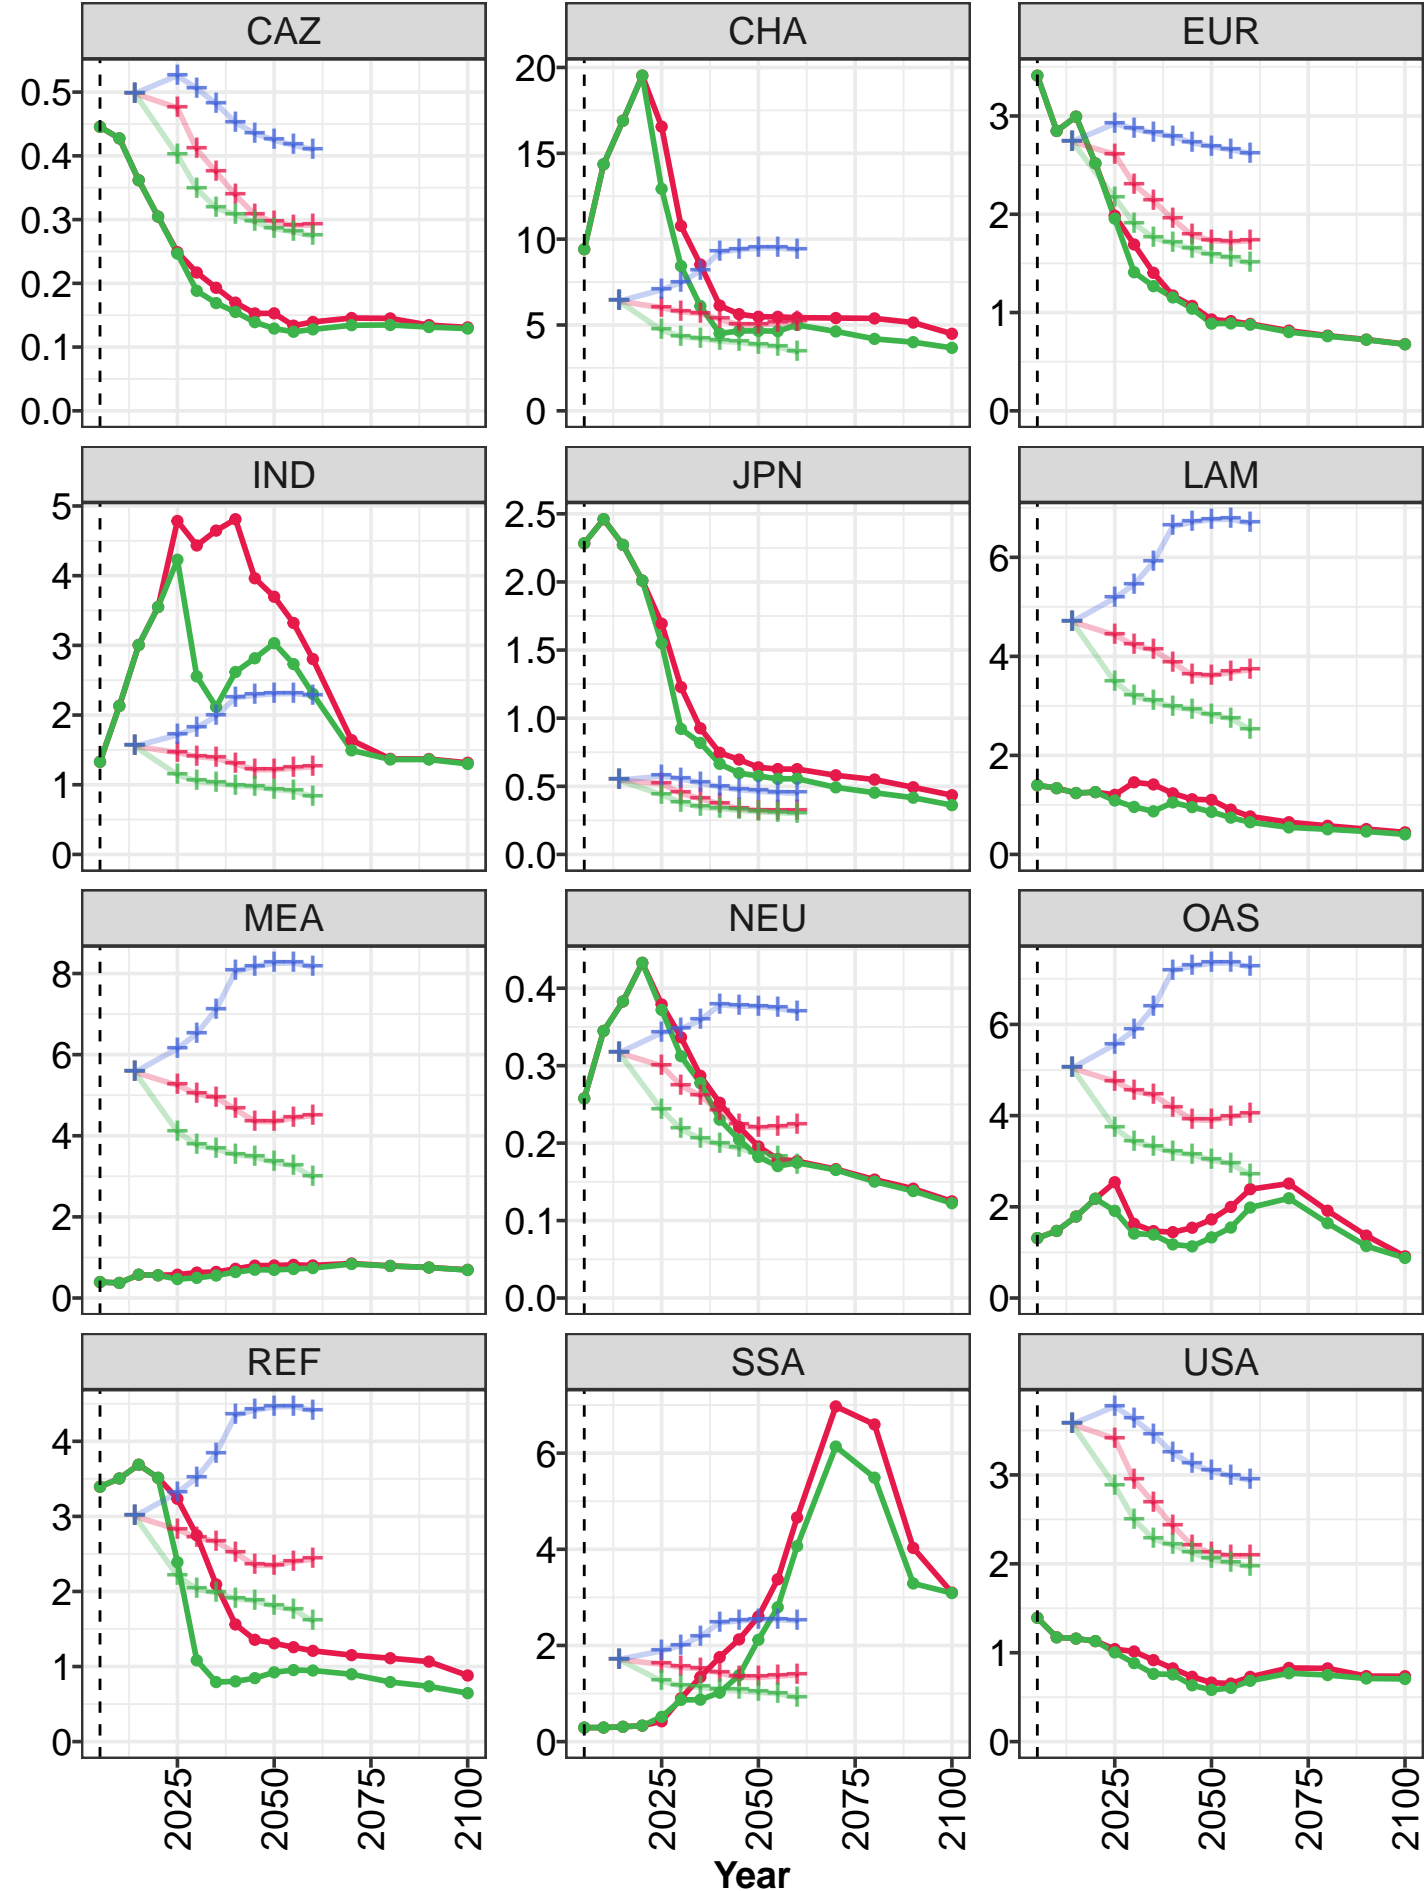 CAZ CHA EUR
0.5 20 3
0.4 15 2
0.3 10 1
0.2 5 0
0.1 0
0.0
IND JPN LAM
5 2.5 6
4 2.0 4
3 1.5 2
2 1.0 0
1 0.5
0 0.0
MEA NEU OAS
8 0.4 6
6 0.3 4
4 0.2 2
2 0.1 0
0 0.0
REF SSA USA
4 6 3
3 4 2
2 2 1
1 0 0
0
2025 2050 2075 2100 2025 2050 2075 2100 2025 2050 2075 2100
Year